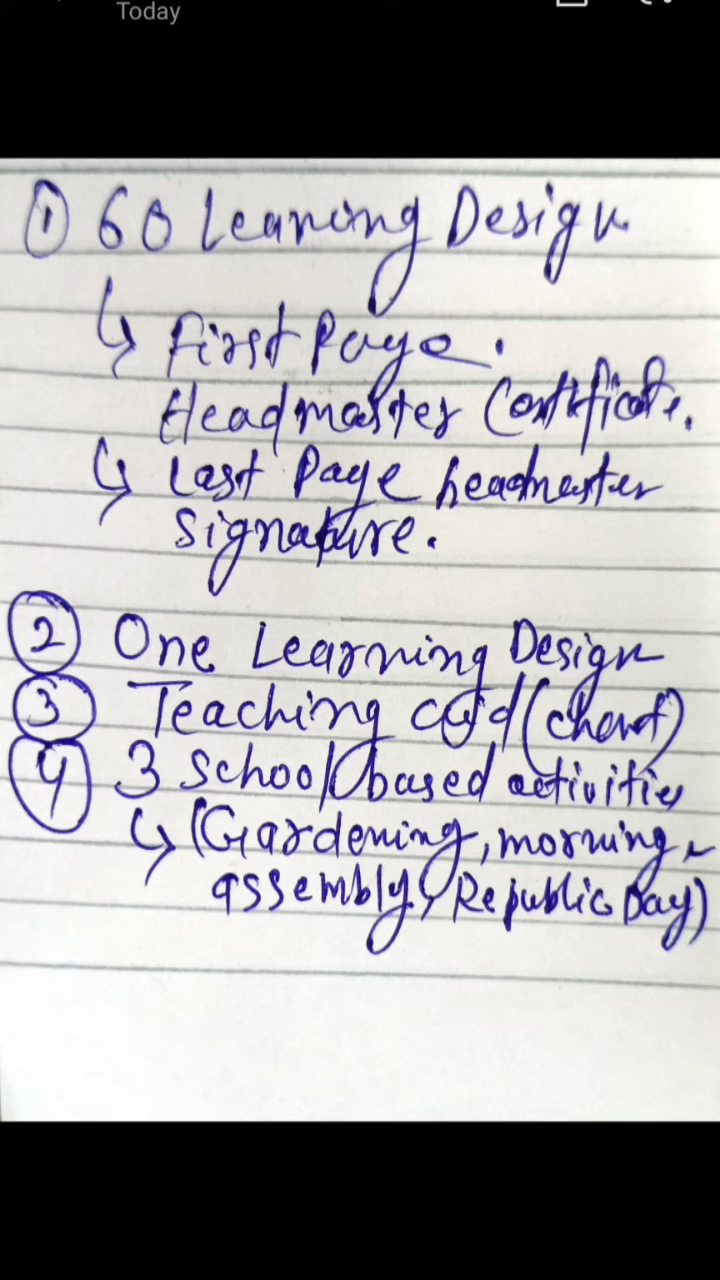 Today
① 60 Learning Design
↳ First Page.
Headmaster Certificate.
↳ Last Page headmaster
signature.
② One Learning Design
③ Teaching card (chart)
④ 3 school based activities
↳ (Gardening, morning
assembly, Republic Day)